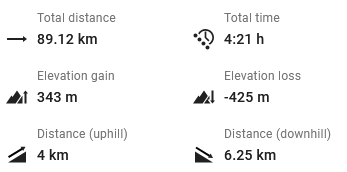 Total distance
89.12 km
Total time
4:21 h
Elevation gain
343 m
Elevation loss
-425 m
Distance (uphill)
4 km
Distance (downhill)
6.25 km